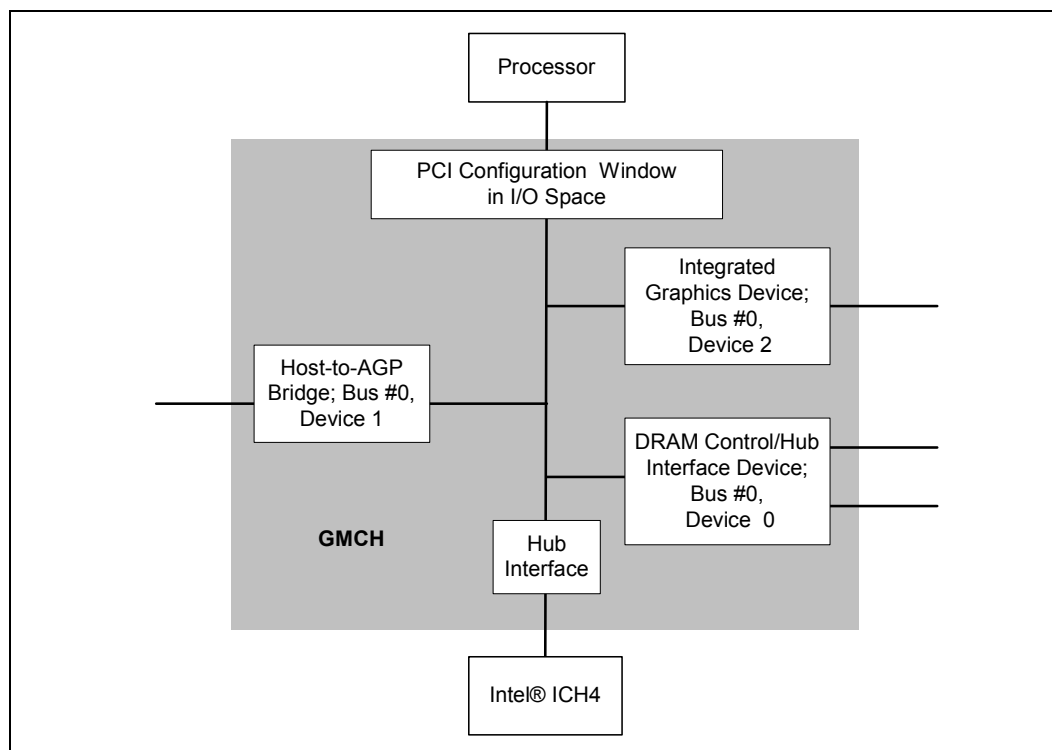 Processor
PCI Configuration Window
in I/O Space
Integrated
Graphics Device;
Bus #0,
Device 2
Host-to-AGP
Bridge; Bus #0,
Device 1
DRAM Control/Hub
Interface Device;
Bus #0,
Device 0
GMCH
Hub
Interface
Intel® ICH4